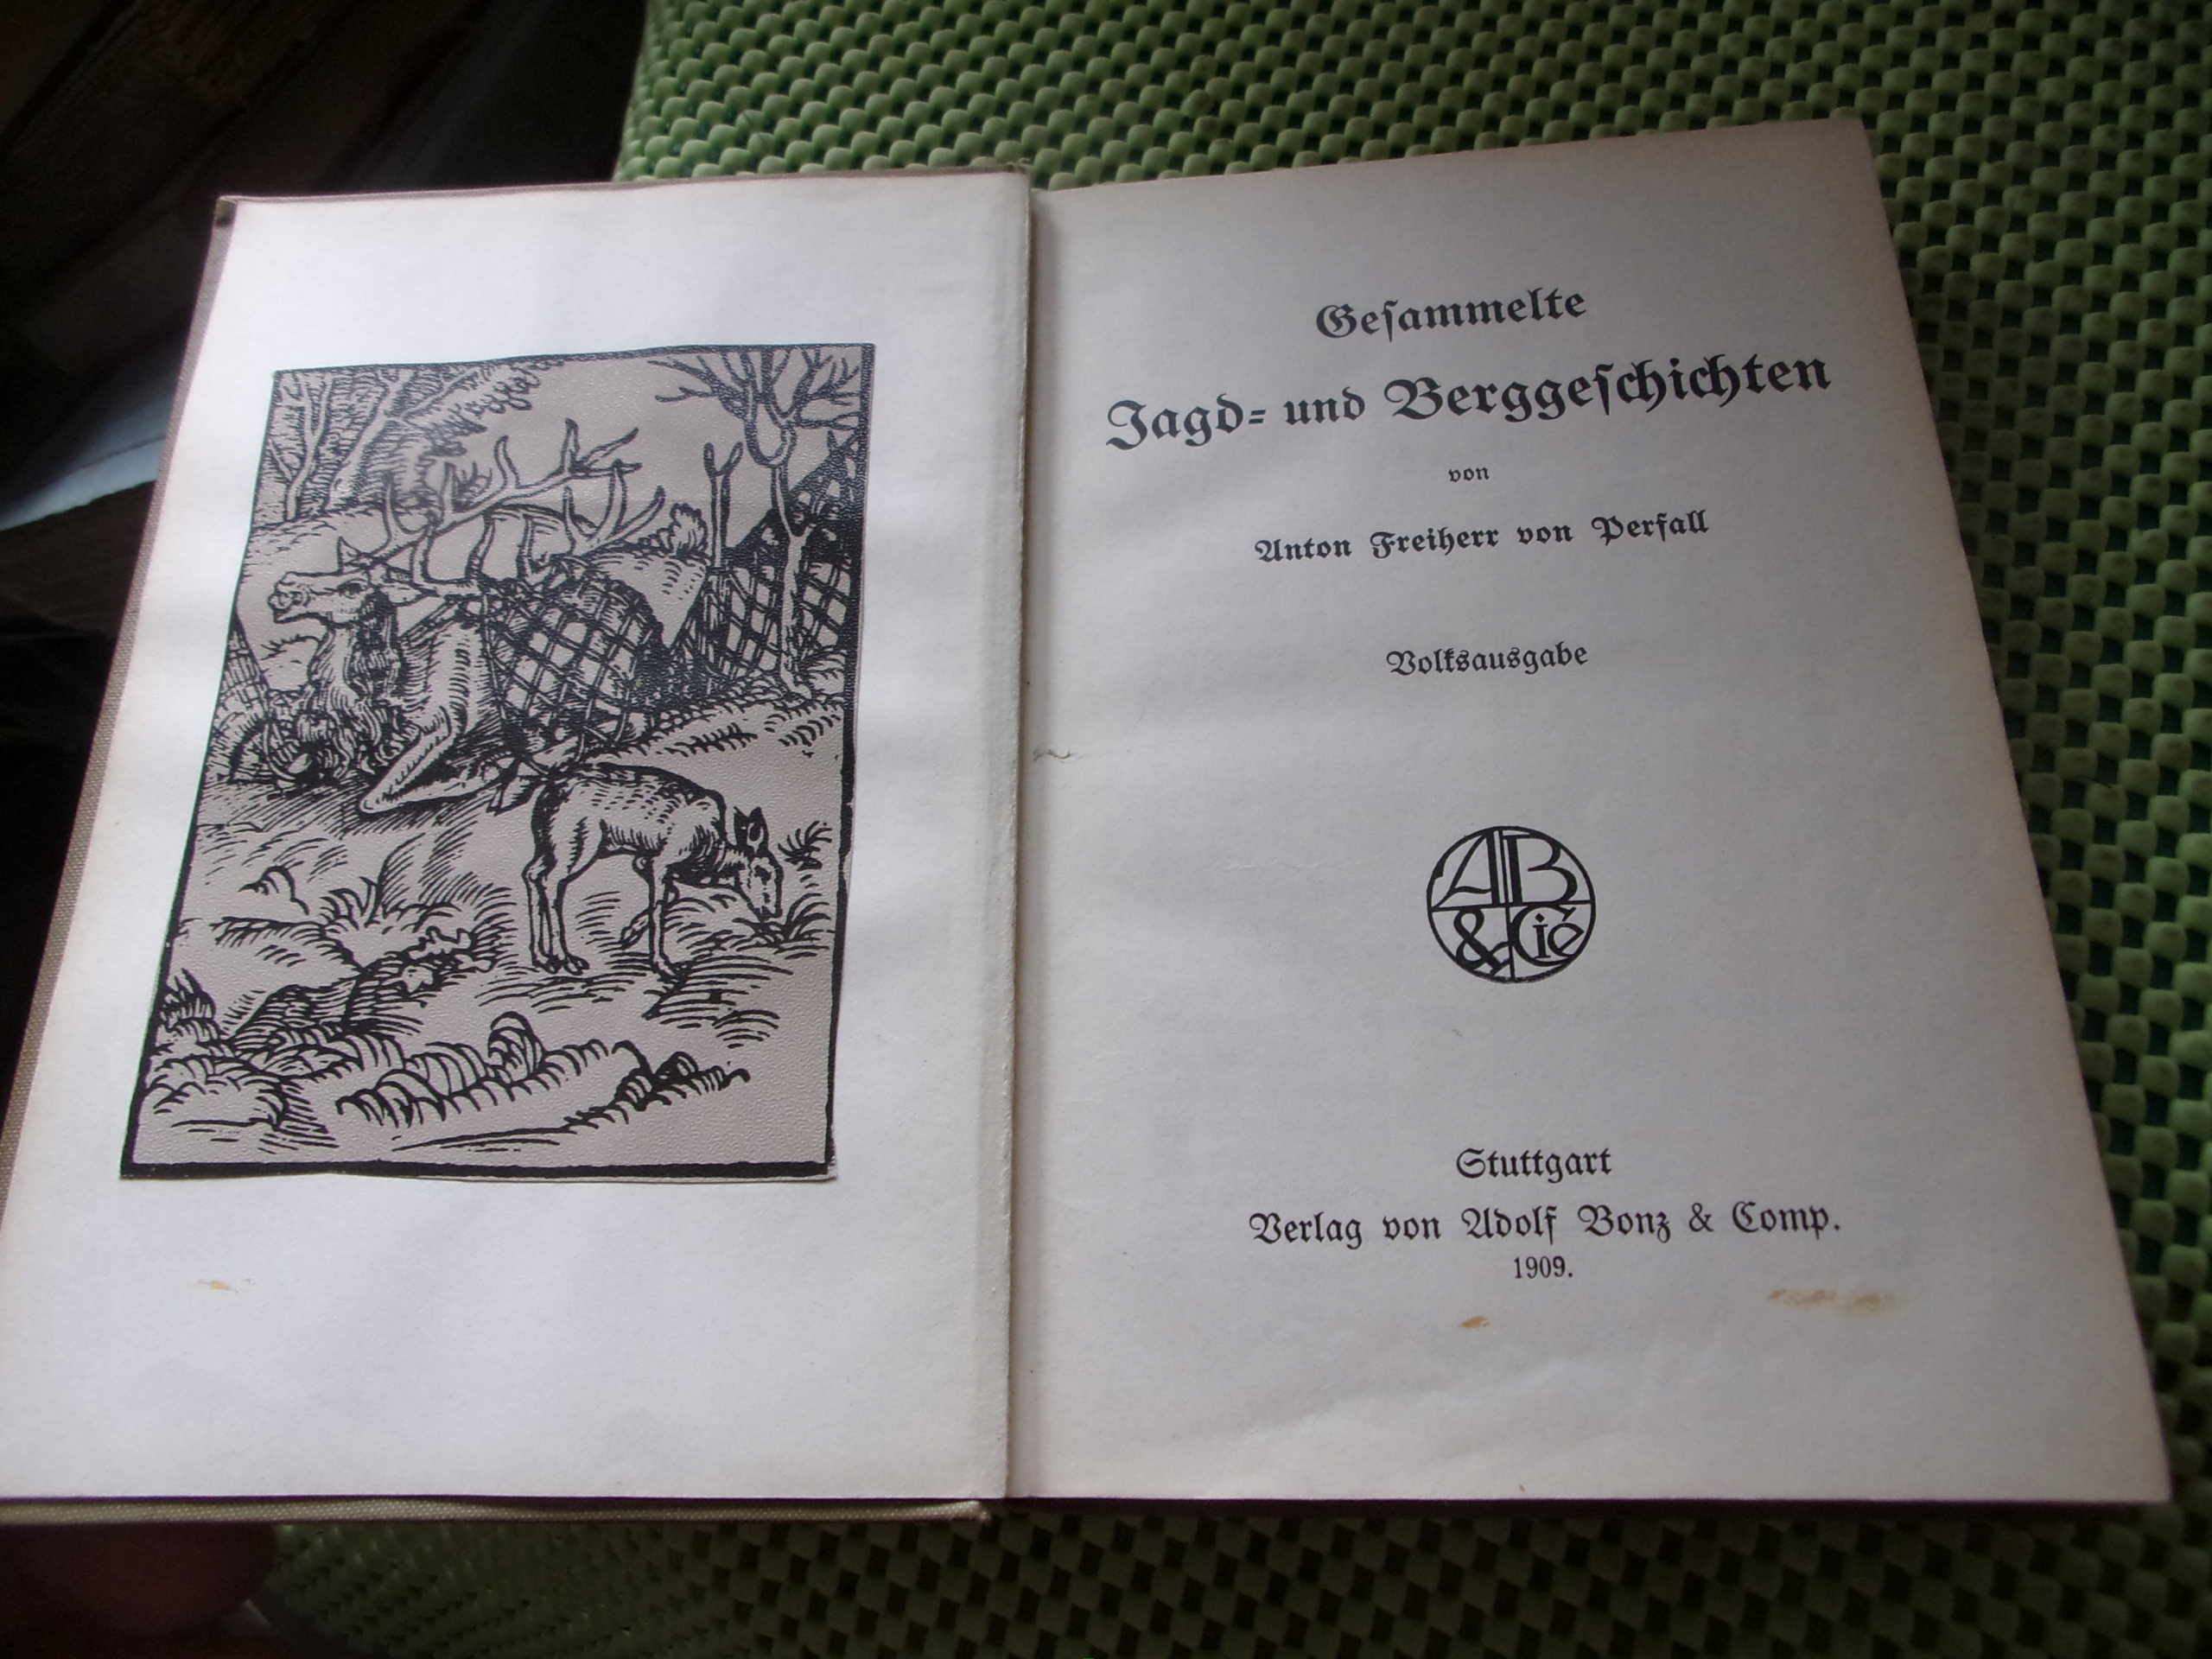 Gesammelte
Jagd- und Berggeschichten
von
Anton Freiherr von Perfall
Volksausgabe
AB
& Cie
Stuttgart
Verlag von Adolf Bonz & Comp.
1909.